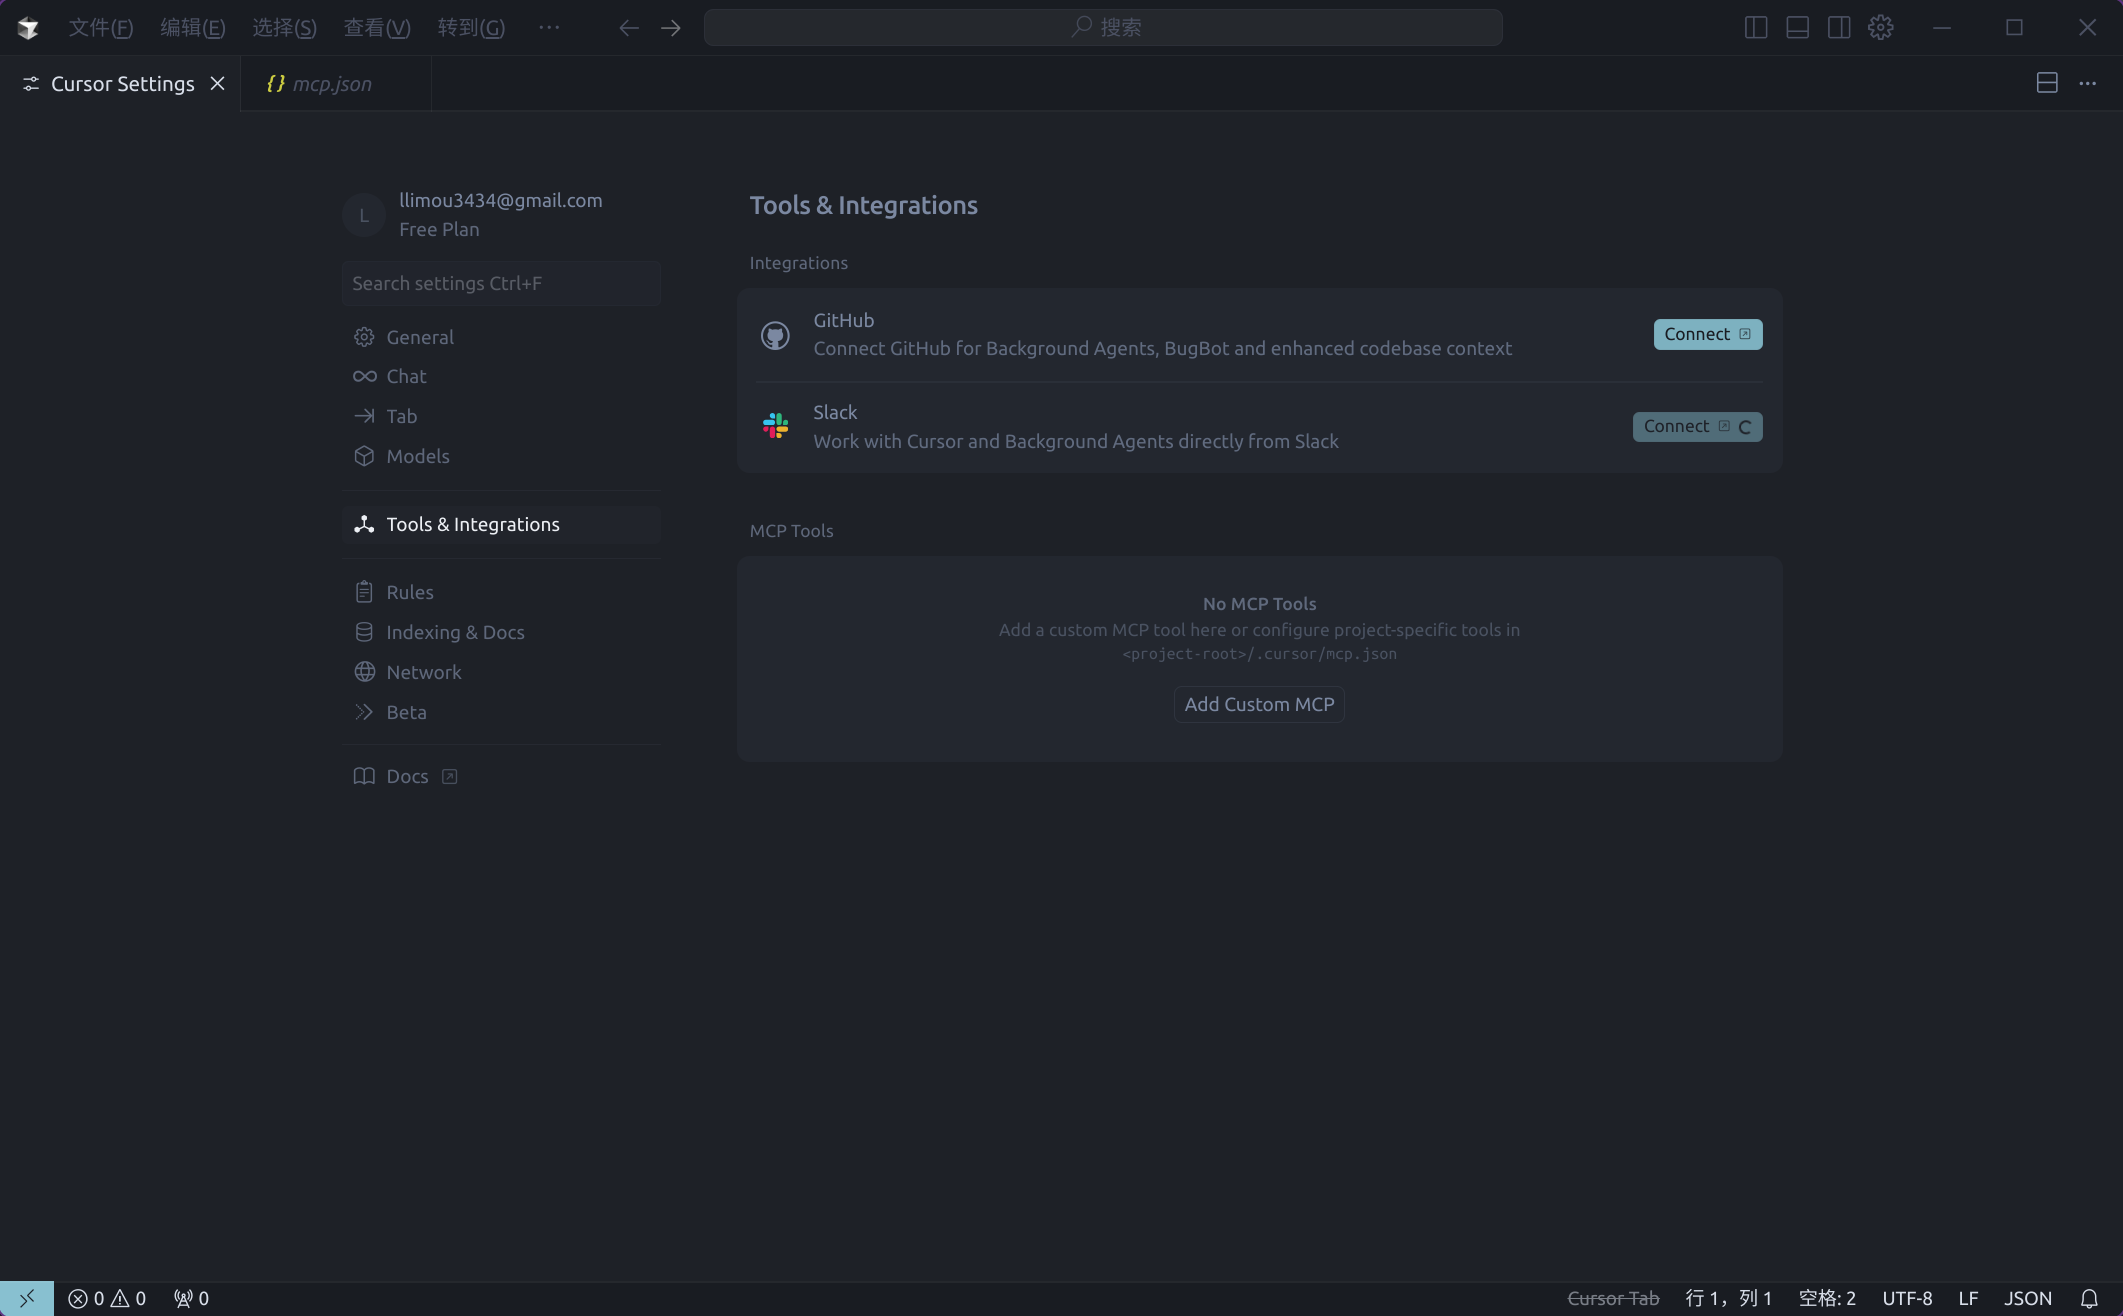 文件(F) 编辑(E) 选择(S) 查看(V) 转到(G) ··· 搜索
Cursor Settings {} mcp.json
L
llimou3434@gmail.com
Free Plan
Search settings Ctrl+F
General
Chat
Tab
Models
Tools & Integrations
Rules
Indexing & Docs
Network
Beta
Docs
Tools & Integrations
Integrations
GitHub
Connect GitHub for Background Agents, BugBot and enhanced codebase context
Connect
Slack
Work with Cursor and Background Agents directly from Slack
Connect
MCP Tools
No MCP Tools
Add a custom MCP tool here or configure project-specific tools in
<project-root>/.cursor/mcp.json
Add Custom MCP
0 0 0 Cursor Tab 行 1，列 1 空格: 2 UTF-8 LF JSON